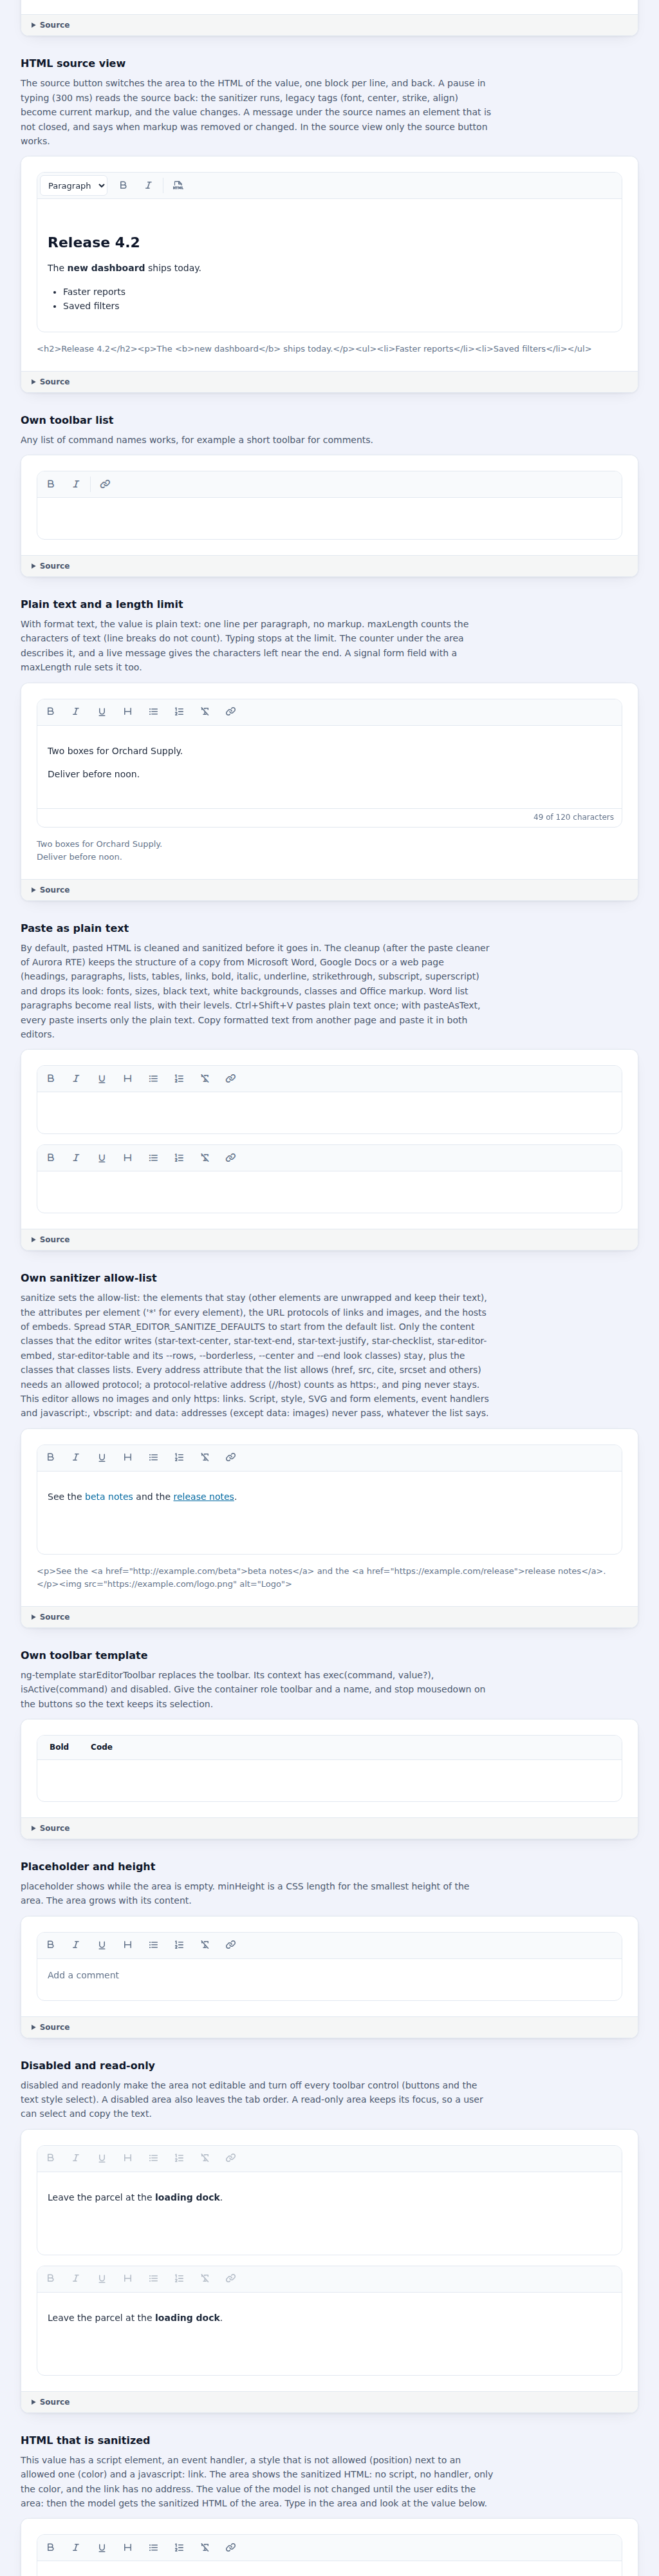 Source
HTML source view
The source button switches the area to the HTML of the value, one block per line, and back. A pause in
typing (300 ms) reads the source back: the sanitizer runs, legacy tags (font, center, strike, align)
become current markup, and the value changes. A message under the source names an element that is
not closed, and says when markup was removed or changed. In the source view only the source button
works.
Paragraph
Release 4.2
The new dashboard ships today.
• Faster reports
• Saved filters
<h2>Release 4.2</h2><p>The <b>new dashboard</b> ships today.</p><ul><li>Faster reports</li><li>Saved filters</li></ul>
Source
Own toolbar list
Any list of command names works, for example a short toolbar for comments.
Source
Plain text and a length limit
With format text, the value is plain text: one line per paragraph, no markup. maxLength counts the
characters of text (line breaks do not count). Typing stops at the limit. The counter under the area
describes it, and a live message gives the characters left near the end. A signal form field with a
maxLength rule sets it too.
Two boxes for Orchard Supply.
Deliver before noon.
49 of 120 characters
Two boxes for Orchard Supply.
Deliver before noon.
Source
Paste as plain text
By default, pasted HTML is cleaned and sanitized before it goes in. The cleanup (after the paste cleaner
of Aurora RTE) keeps the structure of a copy from Microsoft Word, Google Docs or a web page
(headings, paragraphs, lists, tables, links, bold, italic, underline, strikethrough, subscript, superscript)
and drops its look: fonts, sizes, black text, white backgrounds, classes and Office markup. Word list
paragraphs become real lists, with their levels. Ctrl+Shift+V pastes plain text once; with pasteAsText,
every paste inserts only the plain text. Copy formatted text from another page and paste it in both
editors.
Source
Own sanitizer allow-list
sanitize sets the allow-list: the elements that stay (other elements are unwrapped and keep their text),
the attributes per element ('*' for every element), the URL protocols of links and images, and the hosts
of embeds. Spread STAR_EDITOR_SANITIZE_DEFAULTS to start from the default list. Only the content
classes that the editor writes (star-text-center, star-text-end, star-text-justify, star-checklist, star-editor-
embed, star-editor-table and its --rows, --borderless, --center and --end look classes) stay, plus the
classes that classes lists. Every address attribute that the list allows (href, src, cite, srcset and others)
needs an allowed protocol; a protocol-relative address (//host) counts as https:, and ping never stays.
This editor allows no images and only https: links. Script, style, SVG and form elements, event handlers
and javascript:, vbscript: and data: addresses (except data: images) never pass, whatever the list says.
See the beta notes and the release notes.
<p>See the <a href="http://example.com/beta">beta notes</a> and the <a href="https://example.com/release">release notes</a>.
</p><img src="https://example.com/logo.png" alt="Logo">
Source
Own toolbar template
ng-template starEditorToolbar replaces the toolbar. Its context has exec(command, value?),
isActive(command) and disabled. Give the container role toolbar and a name, and stop mousedown on
the buttons so the text keeps its selection.
Bold Code
Source
Placeholder and height
placeholder shows while the area is empty. minHeight is a CSS length for the smallest height of the
area. The area grows with its content.
Add a comment
Source
Disabled and read-only
disabled and readonly make the area not editable and turn off every toolbar control (buttons and the
text style select). A disabled area also leaves the tab order. A read-only area keeps its focus, so a user
can select and copy the text.
Leave the parcel at the loading dock.
Leave the parcel at the loading dock.
Source
HTML that is sanitized
This value has a script element, an event handler, a style that is not allowed (position) next to an
allowed one (color) and a javascript: link. The area shows the sanitized HTML: no script, no handler, only
the color, and the link has no address. The value of the model is not changed until the user edits the
area: then the model gets the sanitized HTML of the area. Type in the area and look at the value below.